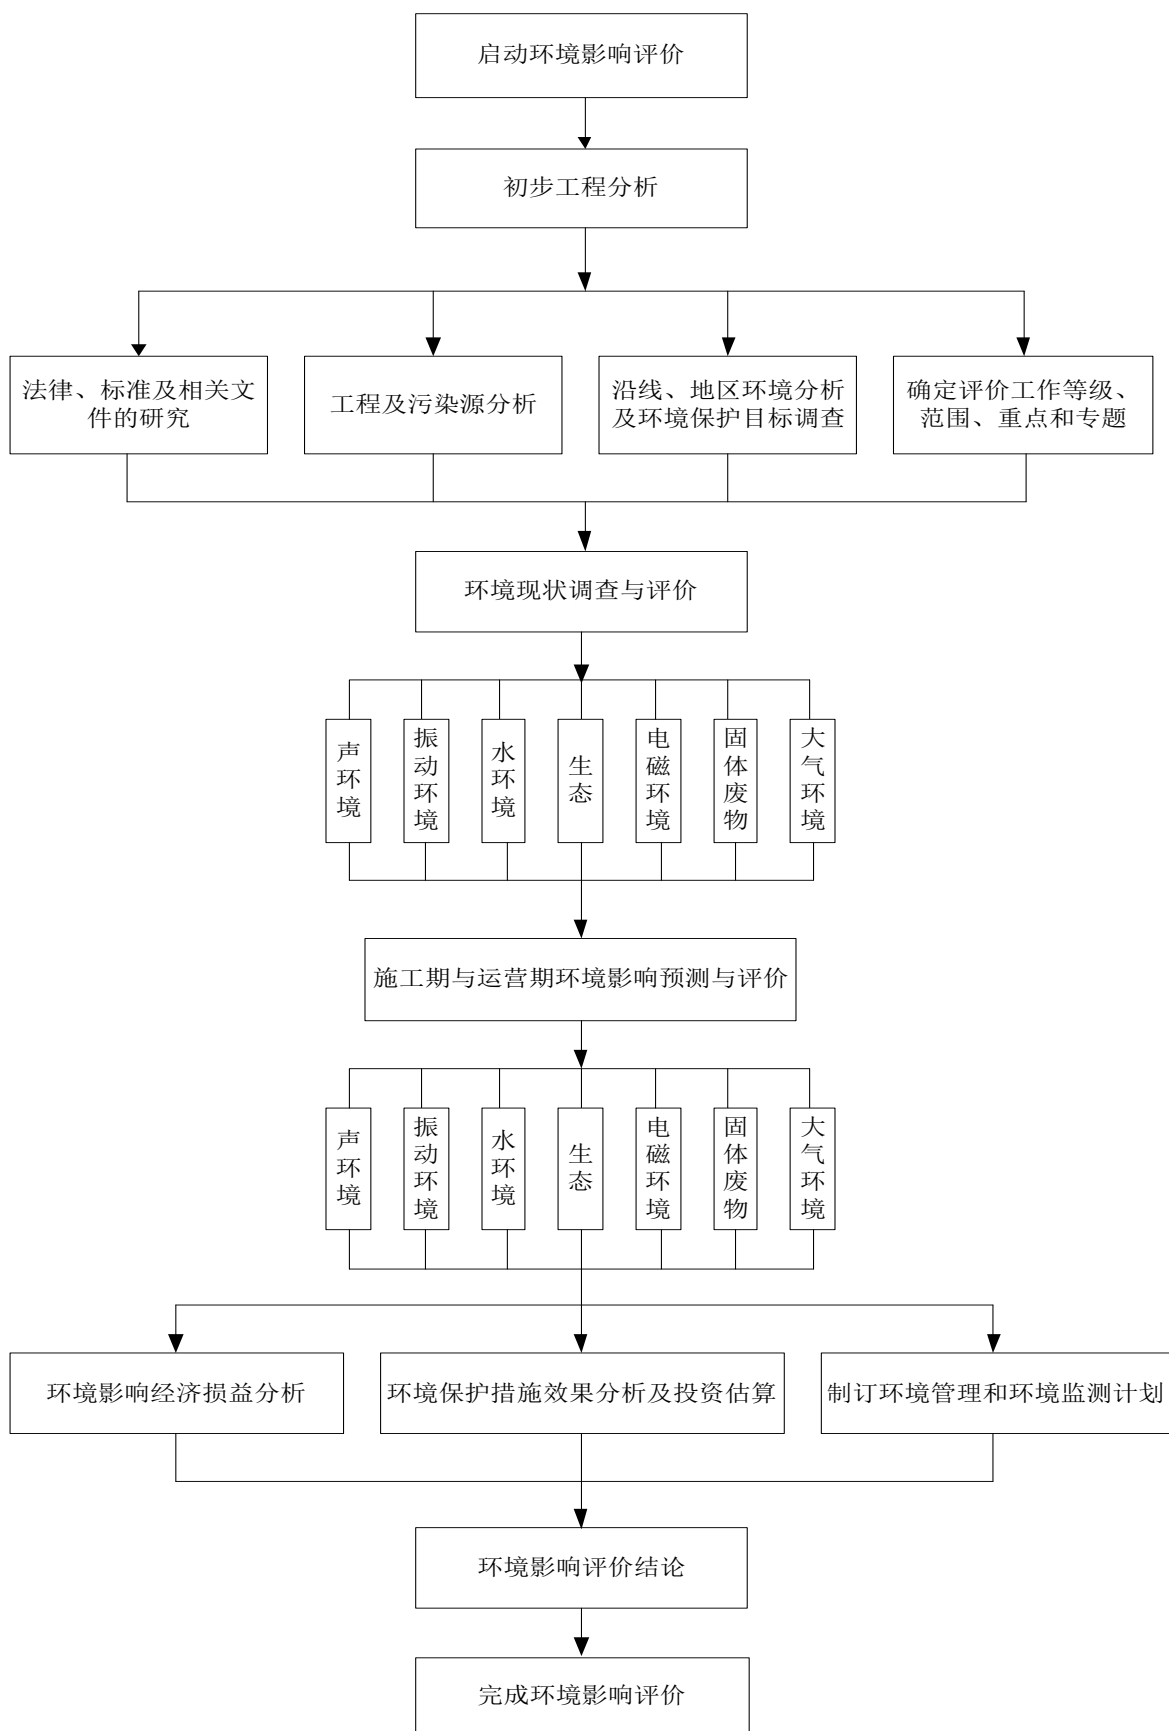 启动环境影响评价
初步工程分析
法律、标准及相关文
件的研究
工程及污染源分析
沿线、地区环境分析
及环境保护目标调查
确定评价工作等级、
范围、重点和专题
环境现状调查与评价
声环境
振动环境
水环境
生态
电磁环境
固体废物
大气环境
施工期与运营期环境影响预测与评价
声环境
振动环境
水环境
生态
电磁环境
固体废物
大气环境
环境影响经济损益分析
环境保护措施效果分析及投资估算
制订环境管理和环境监测计划
环境影响评价结论
完成环境影响评价